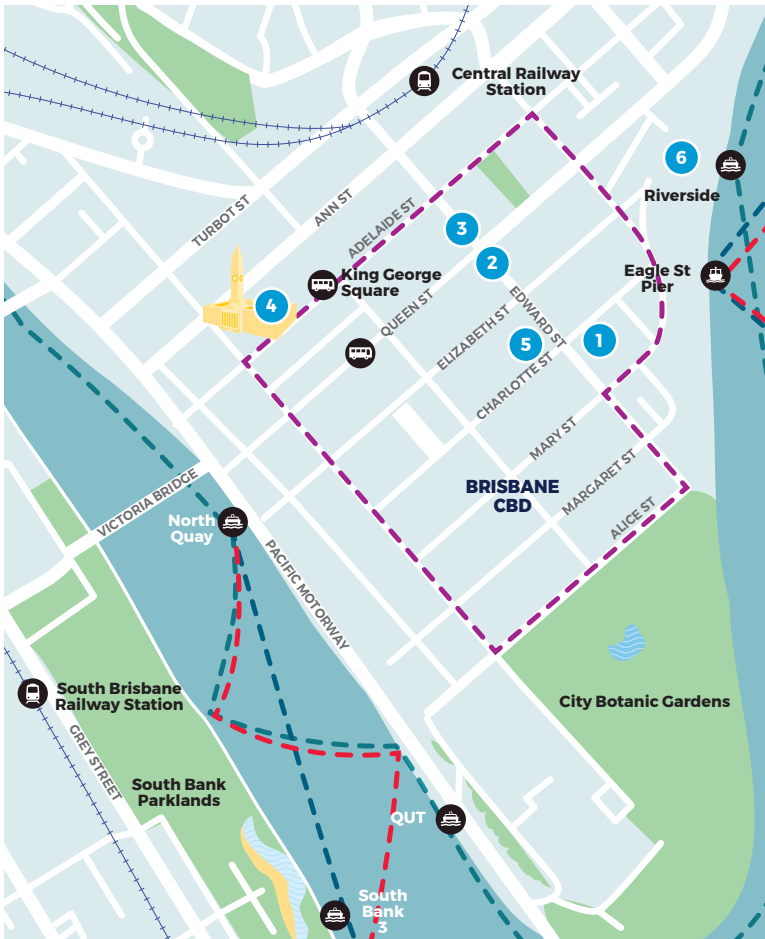 Central Railway
Station
6
Riverside
TURBOT ST
ANN ST
ADELAIDE ST
3
2
King George
Square
Eagle St
Pier
4
QUEEN ST
EDWARD ST
ELIZABETH ST
5
1
CHARLOTTE ST
MARY ST
BRISBANE
CBD
MARGARET ST
ALICE ST
VICTORIA BRIDGE
North
Quay
PACIFIC MOTORWAY
South Brisbane
Railway Station
City Botanic Gardens
GREY STREET
South Bank
Parklands
QUT
South
Bank
3